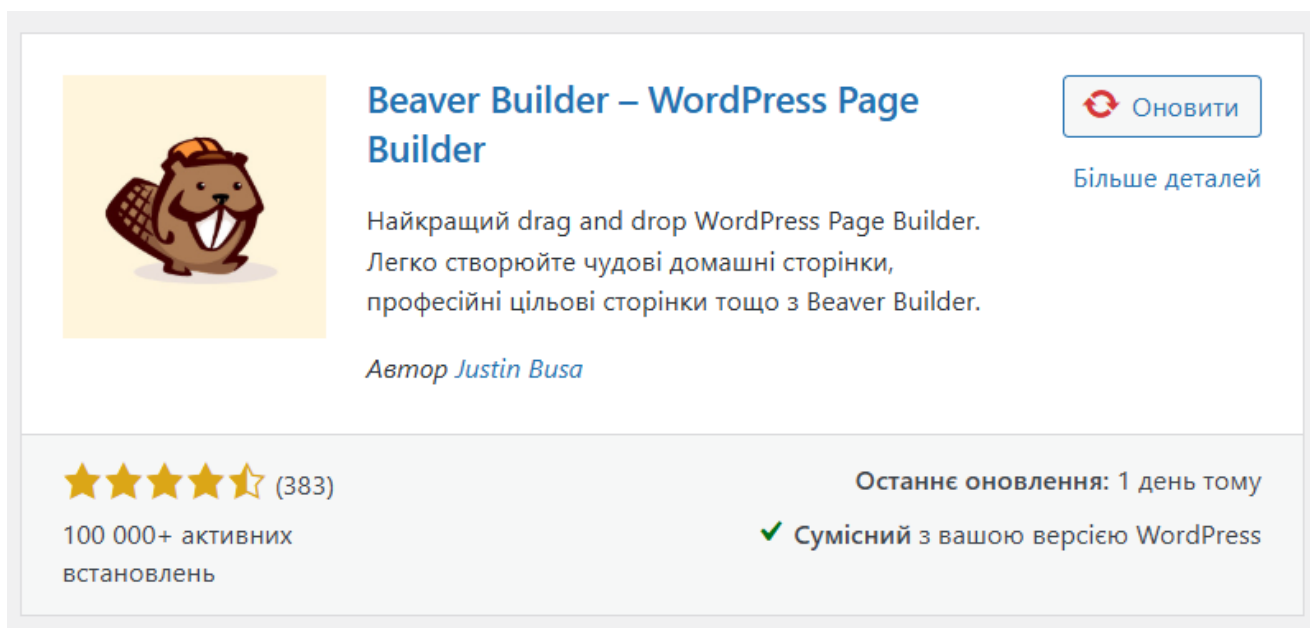 Beaver Builder – WordPress Page
Builder
Оновити
Більше деталей
Найкращий drag and drop WordPress Page Builder.
Легко створюйте чудові домашні сторінки,
професійні цільові сторінки тощо з Beaver Builder.
Автор Justin Busa
(383)
100 000+ активних
встановлень
Останнє оновлення: 1 день тому
Сумісний з вашою версією WordPress